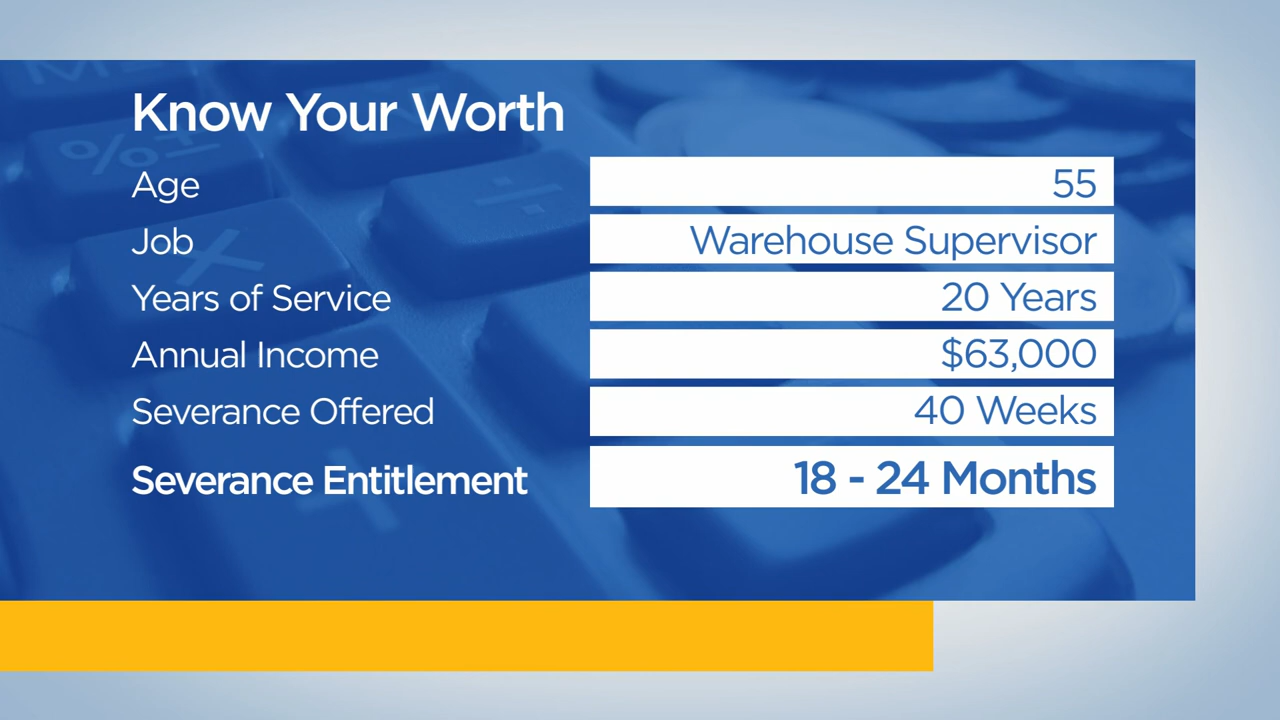 Know Your Worth
Age 55
Job Warehouse Supervisor
Years of Service 20 Years
Annual Income $63,000
Severance Offered 40 Weeks
Severance Entitlement 18 - 24 Months